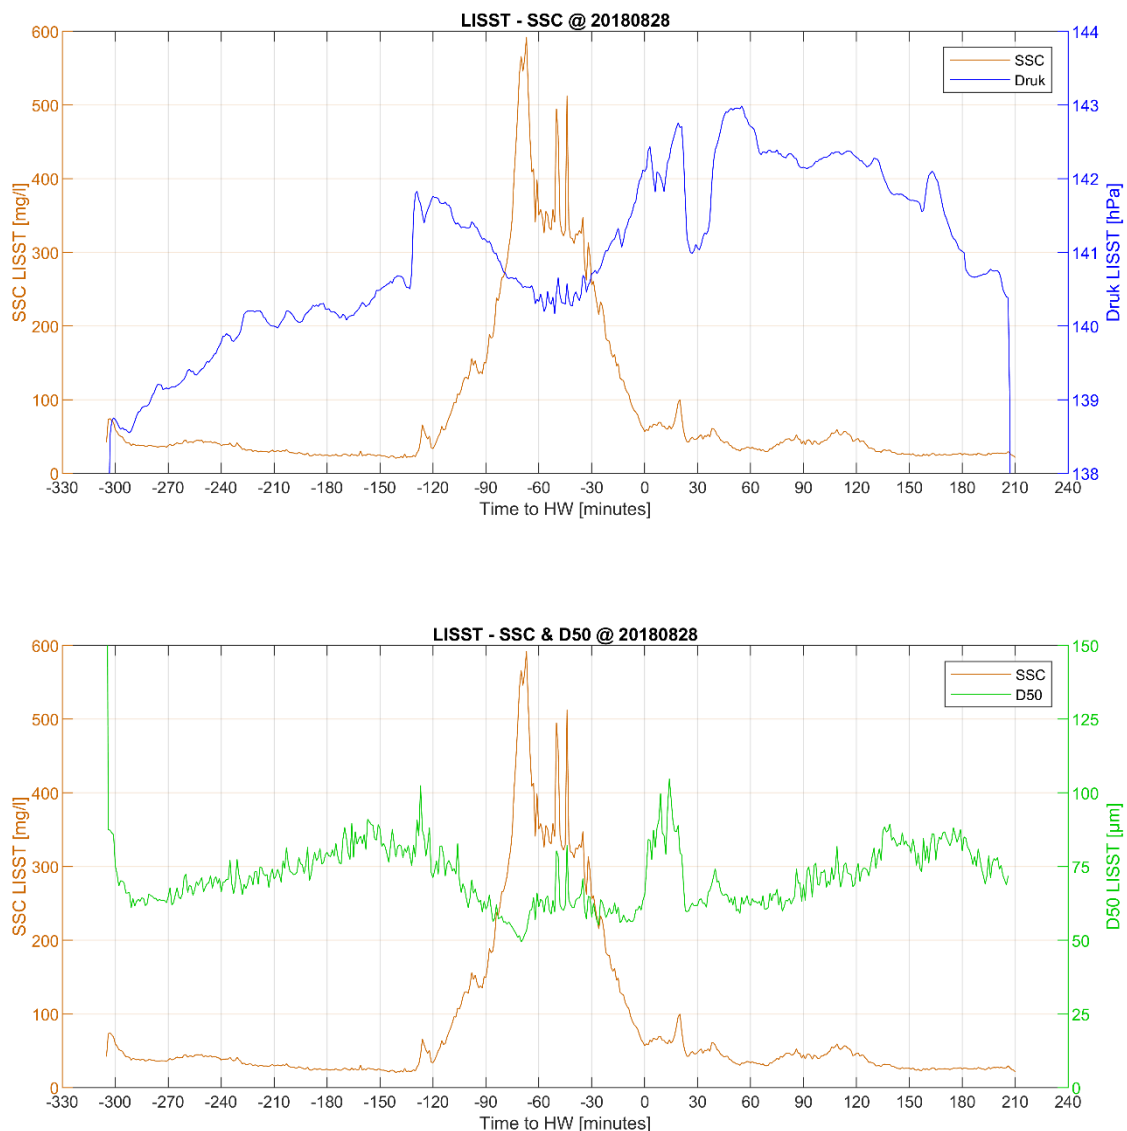 LISST - SSC @ 20180828
600
500
400
300
200
100
0
SSC LISST [mg/l]
144
143
142
141
140
139
138
Druk LISST [hPa]
SSC
Druk
-330 -300 -270 -240 -210 -180 -150 -120 -90 -60 -30 0 30 60 90 120 150 180 210 240
Time to HW [minutes]
LISST - SSC & D50 @ 20180828
600
500
400
300
200
100
0
SSC LISST [mg/l]
150
125
100
75
50
25
0
D50 LISST [µm]
SSC
D50
-330 -300 -270 -240 -210 -180 -150 -120 -90 -60 -30 0 30 60 90 120 150 180 210 240
Time to HW [minutes]